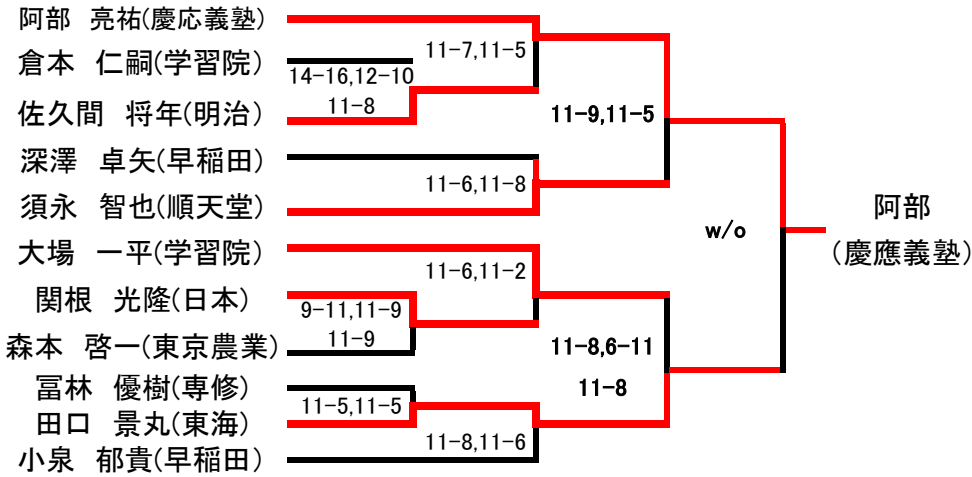 阿部 亮祐(慶応義塾)
倉本 仁嗣(学習院)
佐久間 将年(明治)
深澤 卓矢(早稲田)
須永 智也(順天堂)
大場 一平(学習院)
関根 光隆(日本)
森本 啓一(東京農業)
冨林 優樹(専修)
田口 景丸(東海)
小泉 郁貴(早稲田)
14-16,12-10
11-8
9-11,11-9
11-9
11-5,11-5
11-7,11-5
11-6,11-8
11-6,11-2
11-8,11-6
11-9,11-5
11-8,6-11
11-8
w/o
阿部
(慶應義塾)